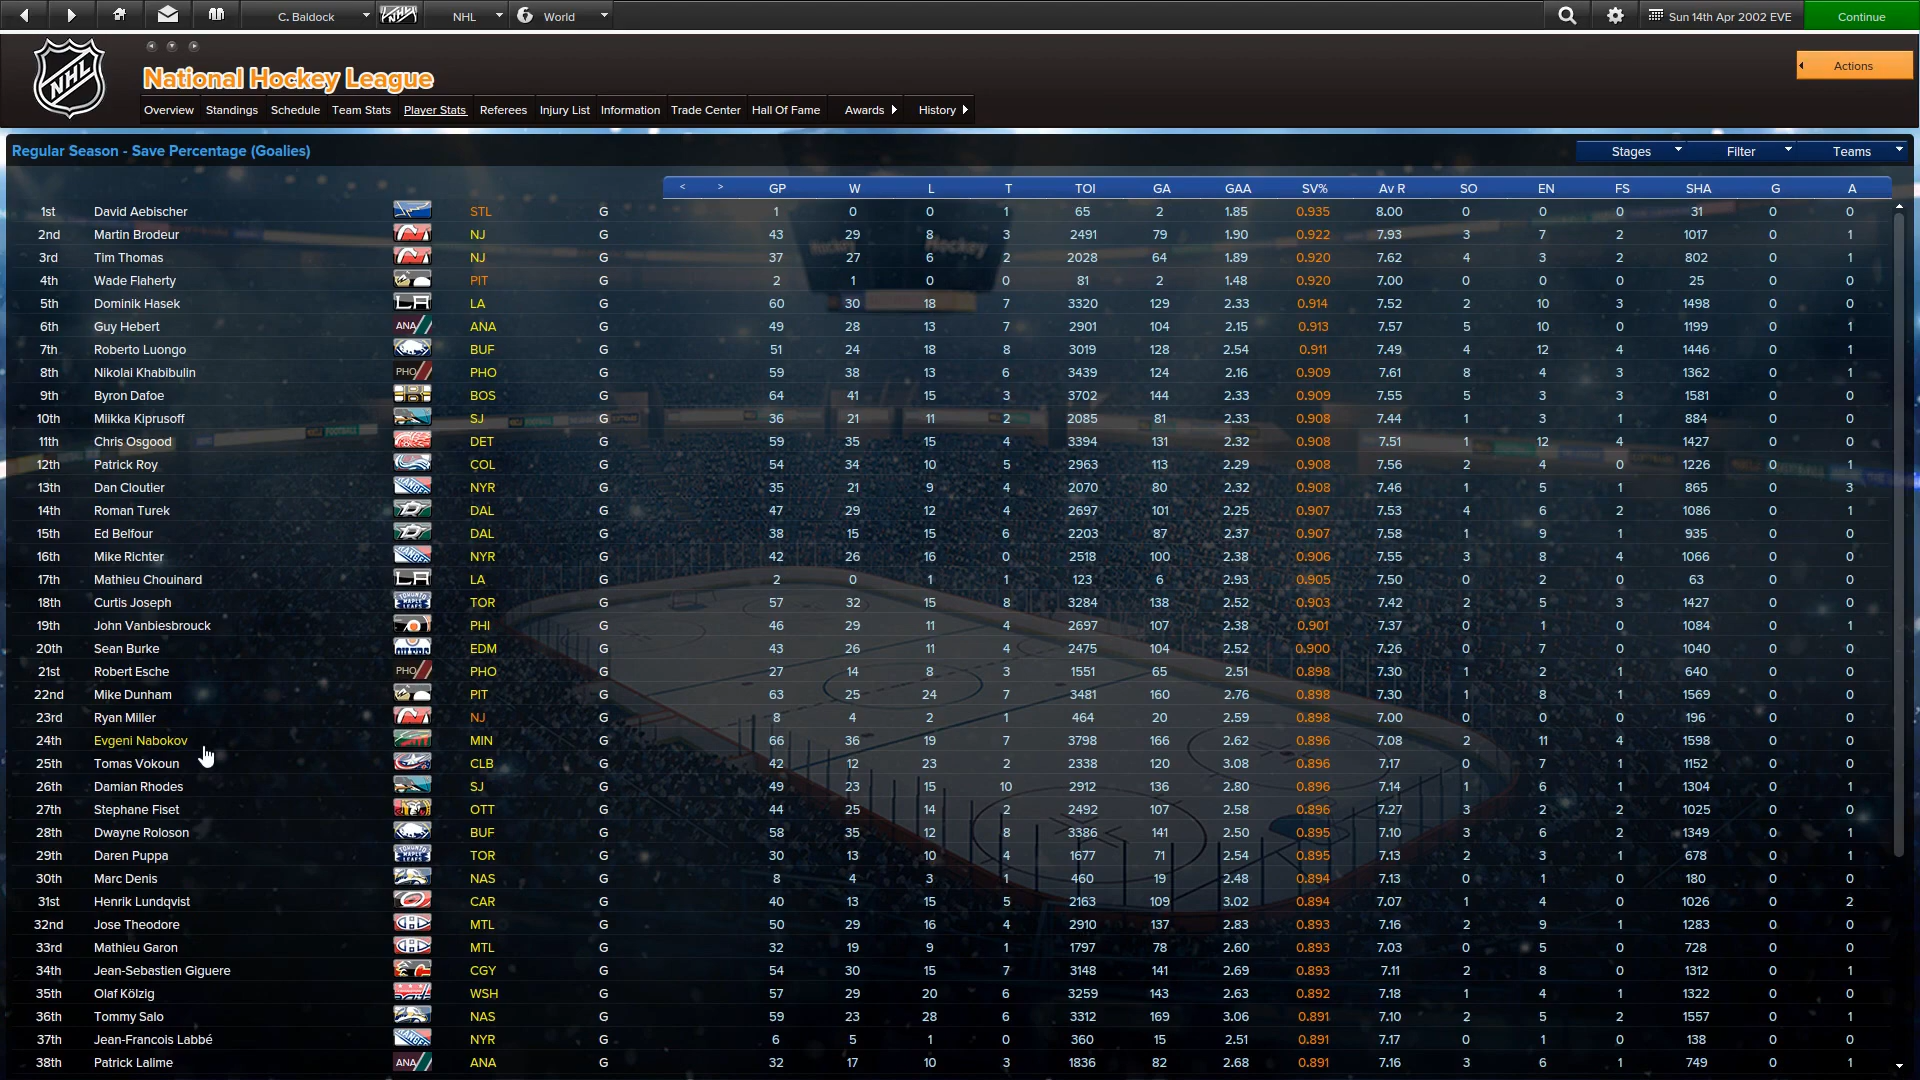 C. Baldock NHL World Sun 14th Apr 2002 EVE Continue
NHL
National Hockey League
Actions
Overview Standings Schedule Team Stats Player Stats Referees Injury List Information Trade Center Hall Of Fame Awards History
Regular Season - Save Percentage (Goalies) Stages Filter Teams
< > GP W L T TOI GA GAA SV% Av R SO EN FS SHA G A
1st David Aebischer STL G 1 0 0 1 65 2 1.85 0.935 8.00 0 0 0 31 0 0
2nd Martin Brodeur NJ G 43 29 8 3 2491 79 1.90 0.922 7.93 3 7 2 1017 0 1
3rd Tim Thomas NJ G 37 27 6 2 2028 64 1.89 0.920 7.62 4 3 2 802 0 1
4th Wade Flaherty PIT G 2 1 0 0 81 2 1.48 0.920 7.00 0 0 0 25 0 0
5th Dominik Hasek LA G 60 30 18 7 3320 129 2.33 0.914 7.52 2 10 3 1498 0 0
6th Guy Hebert ANA G 49 28 13 7 2901 104 2.15 0.913 7.57 5 10 0 1199 0 1
7th Roberto Luongo BUF G 51 24 18 8 3019 128 2.54 0.911 7.49 4 12 4 1446 0 1
8th Nikolai Khabibulin PHO G 59 38 13 6 3439 124 2.16 0.909 7.61 8 4 3 1362 0 1
9th Byron Dafoe BOS G 64 41 15 3 3702 144 2.33 0.909 7.55 5 3 3 1581 0 0
10th Miikka Kiprusoff SJ G 36 21 11 2 2085 81 2.33 0.908 7.44 1 3 1 884 0 0
11th Chris Osgood DET G 59 35 15 4 3394 131 2.32 0.908 7.51 1 12 4 1427 0 0
12th Patrick Roy COL G 54 34 10 5 2963 113 2.29 0.908 7.56 2 4 0 1226 0 1
13th Dan Cloutier NYR G 35 21 9 4 2070 80 2.32 0.908 7.46 1 5 1 865 0 3
14th Roman Turek DAL G 47 29 12 4 2697 101 2.25 0.907 7.53 4 6 2 1086 0 1
15th Ed Belfour DAL G 38 15 15 6 2203 87 2.37 0.907 7.58 1 9 1 935 0 0
16th Mike Richter NYR G 42 26 16 0 2518 100 2.38 0.906 7.55 3 8 4 1066 0 0
17th Mathieu Chouinard LA G 2 0 1 1 123 6 2.93 0.905 7.50 0 2 0 63 0 0
18th Curtis Joseph TOR G 57 32 15 8 3284 138 2.52 0.903 7.42 2 5 3 1427 0 0
19th John Vanbiesbrouck PHI G 46 29 11 4 2697 107 2.38 0.901 7.37 0 1 0 1084 0 1
20th Sean Burke EDM G 43 26 11 4 2475 104 2.52 0.900 7.26 0 7 0 1040 0 0
21st Robert Esche PHO G 27 14 8 3 1551 65 2.51 0.898 7.30 1 2 1 640 0 0
22nd Mike Dunham PIT G 63 25 24 7 3481 160 2.76 0.898 7.30 1 8 1 1569 0 0
23rd Ryan Miller NJ G 8 4 2 1 464 20 2.59 0.898 7.00 0 0 0 196 0 0
24th Evgeni Nabokov MIN G 66 36 19 7 3798 166 2.62 0.896 7.08 2 11 4 1598 0 0
25th Tomas Vokoun CLB G 42 12 23 2 2338 120 3.08 0.896 7.17 0 7 1 1152 0 0
26th Damian Rhodes SJ G 49 23 15 10 2912 136 2.80 0.896 7.14 1 6 1 1304 0 1
27th Stephane Fiset OTT G 44 25 14 2 2492 107 2.58 0.896 7.27 3 2 2 1025 0 0
28th Dwayne Roloson BUF G 58 35 12 8 3386 141 2.50 0.895 7.10 3 6 2 1349 0 1
29th Daren Puppa TOR G 30 13 10 4 1677 71 2.54 0.895 7.13 2 3 1 678 0 1
30th Marc Denis NAS G 8 4 3 1 460 19 2.48 0.894 7.13 0 1 0 180 0 0
31st Henrik Lundqvist CAR G 40 13 15 5 2163 109 3.02 0.894 7.07 1 4 0 1026 0 2
32nd Jose Theodore MTL G 50 29 16 4 2910 137 2.83 0.893 7.16 2 9 1 1283 0 0
33rd Mathieu Garon MTL G 32 19 9 1 1797 78 2.60 0.893 7.03 0 5 0 728 0 0
34th Jean-Sebastien Giguere CGY G 54 30 15 7 3148 141 2.69 0.893 7.11 2 8 0 1312 0 1
35th Olaf Kölzig WSH G 57 29 20 6 3259 143 2.63 0.892 7.18 1 4 1 1322 0 0
36th Tommy Salo NAS G 59 23 28 6 3312 169 3.06 0.891 7.10 2 5 2 1557 0 1
37th Jean-Francois Labbé NYR G 6 5 1 0 360 15 2.51 0.891 7.17 0 1 0 138 0 0
38th Patrick Lalime ANA G 32 17 10 3 1836 82 2.68 0.891 7.16 3 6 1 749 0 1